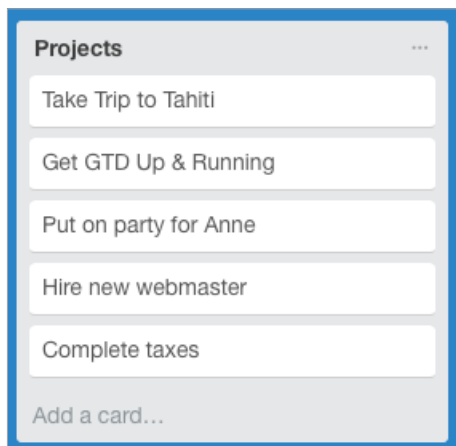 Projects ...
Take Trip to Tahiti
Get GTD Up & Running
Put on party for Anne
Hire new webmaster
Complete taxes
Add a card...